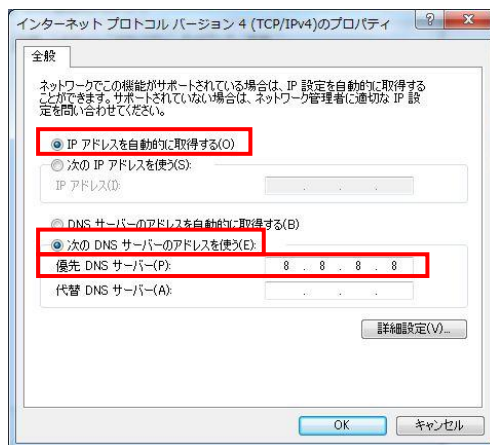 インターネット プロトコル バージョン 4 (TCP/IPv4)のプロパティ
全般
ネットワークでこの機能がサポートされている場合は、IP 設定を自動的に取得する
ことができます。サポートされていない場合は、ネットワーク管理者に適切な IP 設
定を問い合わせてください。
IP アドレスを自動的に取得する(O)
次の IP アドレスを使う(S):
IP アドレス(I):
. . .
DNS サーバーのアドレスを自動的に取得する(B)
次の DNS サーバーのアドレスを使う(E):
優先 DNS サーバー(P): 8 . 8 . 8 . 8
代替 DNS サーバー(A): . . .
詳細設定(V)...
OK キャンセル